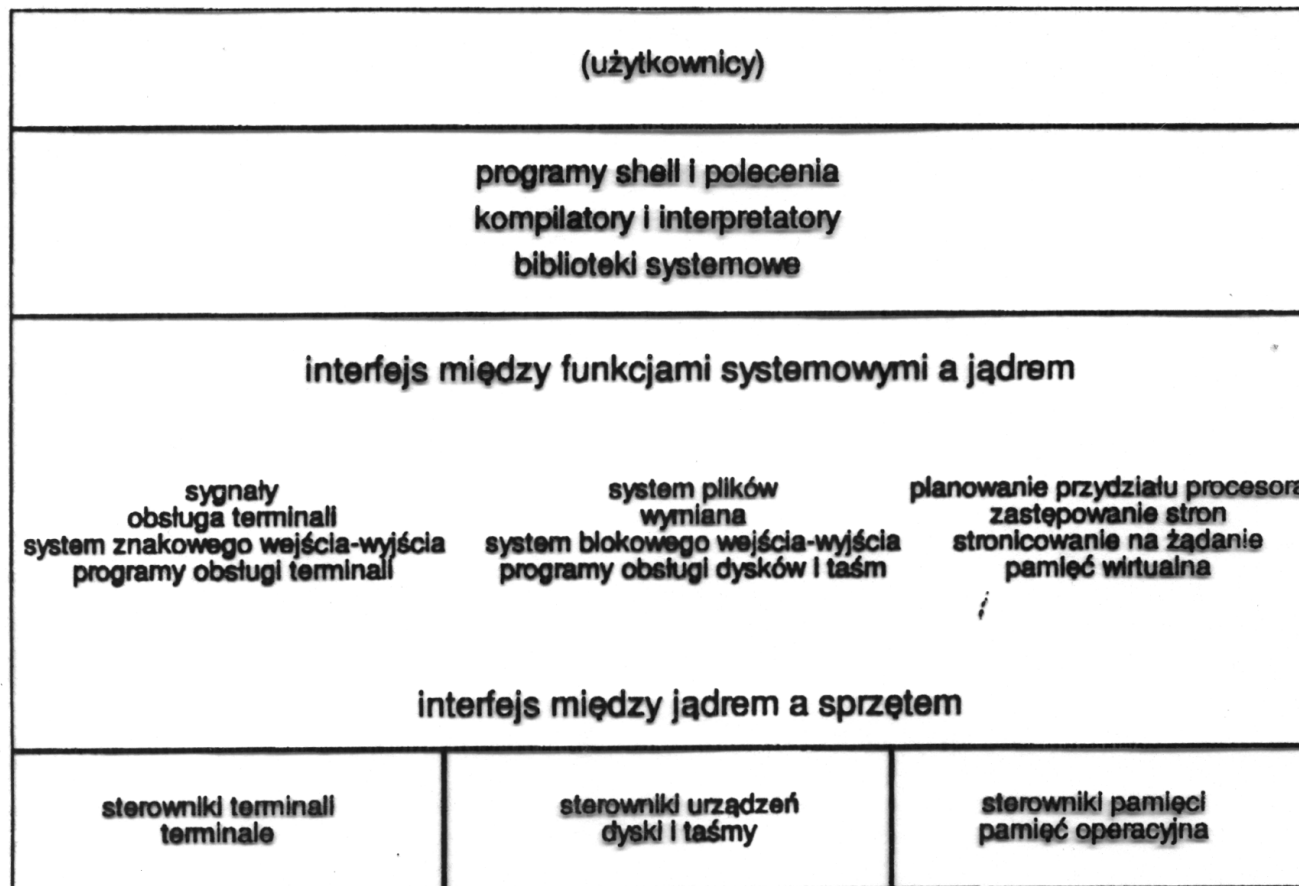 (użytkownicy)
programy shell i polecenia
kompilatory i interpretatory
biblioteki systemowe
interfejs między funkcjami systemowymi a jądrem
sygnały
obsługa terminali
system znakowego wejścia-wyjścia
programy obsługi terminali
system plików
wymiana
system blokowego wejścia-wyjścia
programy obsługi dysków i taśm
planowanie przydziału procesora
zastępowanie stron
stronicowanie na żądanie
pamięć wirtualna
interfejs między jądrem a sprzętem
sterowniki terminali
terminale
sterowniki urządzeń
dyski i taśmy
sterowniki pamięci
pamięć operacyjna